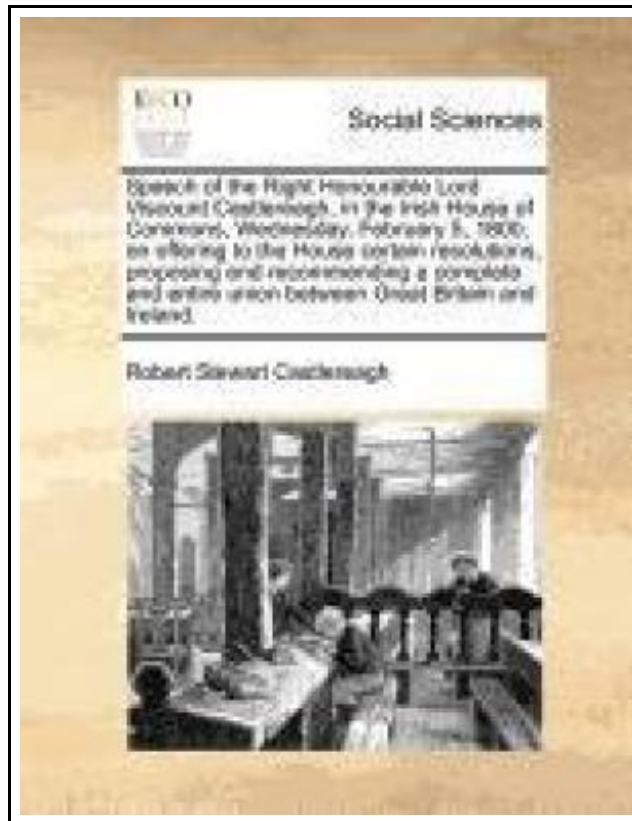 ECCO
Social Sciences
Speech of the Right Honourable Lord
Viscount Castlereagh, in the Irish House of
Commons, Wednesday, February 5, 1800;
on offering to the House certain resolutions,
proposing and recommending a complete
and entire union between Great Britain and
Ireland.
Robert Stewart Castlereagh